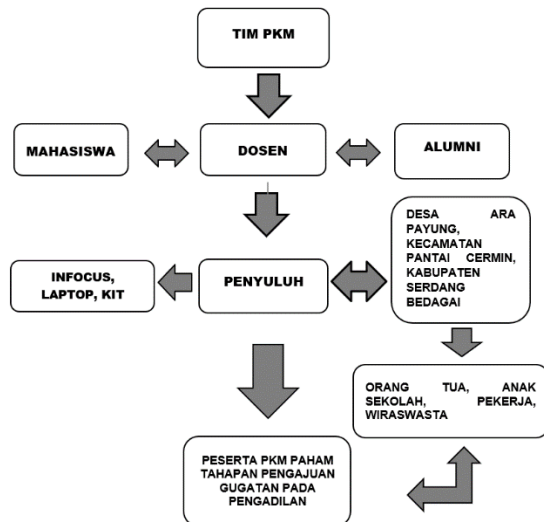 TIM PKM
MAHASISWA
DOSEN
ALUMNI
DESA ARA
PAYUNG,
KECAMATAN
PANTAI CERMIN,
KABUPATEN
SERDANG
BEDAGAI
INFOCUS,
LAPTOP, KIT
PENYULUH
ORANG TUA, ANAK
SEKOLAH, PEKERJA,
WIRASWASTA
PESERTA PKM PAHAM
TAHAPAN PENGAJUAN
GUGATAN PADA
PENGADILAN